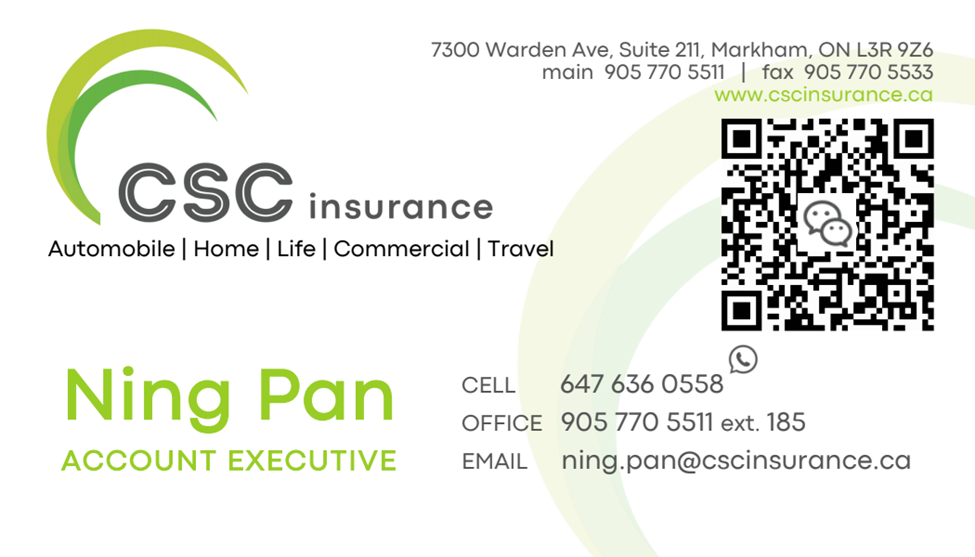 7300 Warden Ave, Suite 211, Markham, ON L3R 9Z6
main 905 770 5511 | fax 905 770 5533
www.cscinsurance.ca
CSC insurance
Automobile | Home | Life | Commercial | Travel
Ning Pan
ACCOUNT EXECUTIVE
CELL 647 636 0558
OFFICE 905 770 5511 ext. 185
EMAIL ning.pan@cscinsurance.ca